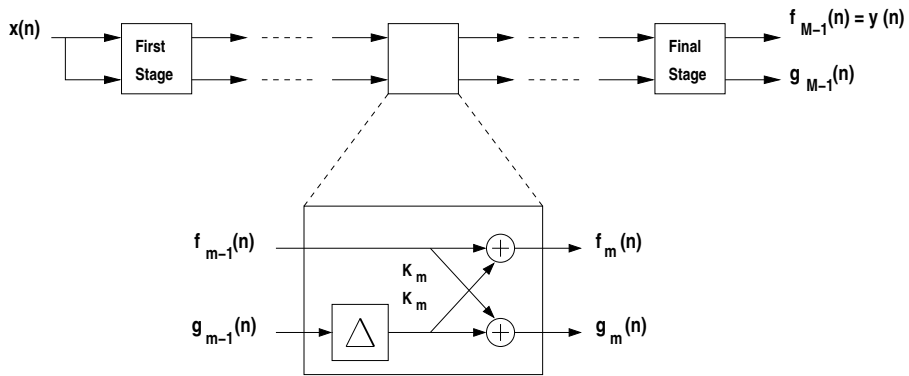 x(n)
First
Stage
Final
Stage
f M-1(n) = y (n)
g M-1(n)
f m-1(n)
K m
K m
f m(n)
g m-1(n)
Δ
g m(n)